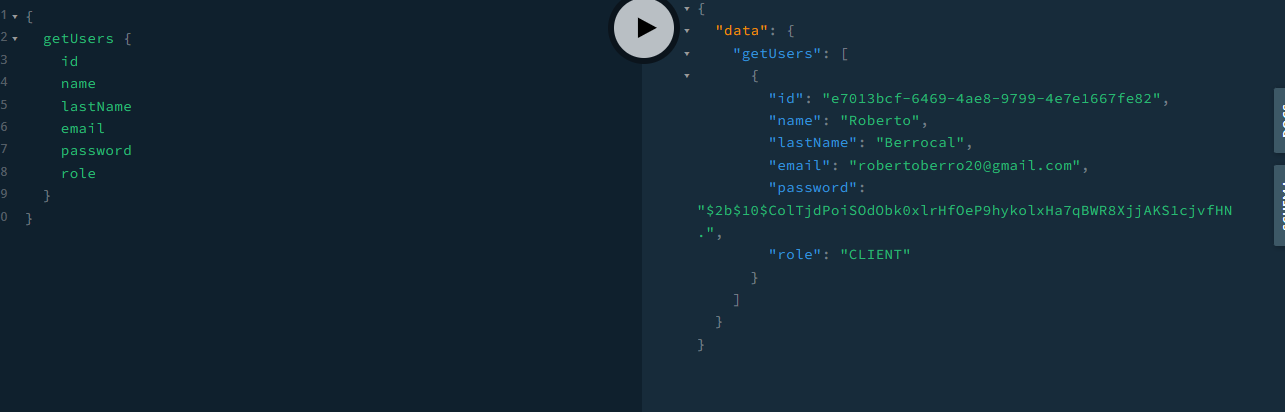 1 {
2 getUsers {
3 id
4 name
5 lastName
6 email
7 password
8 role
9 }
0 }
{
"data": {
"getUsers": [
{
"id": "e7013bcf-6469-4ae8-9799-4e7e1667fe82",
"name": "Roberto",
"lastName": "Berrocal",
"email": "robertoberro20@gmail.com",
"password":
"$2b$10$ColTjdPoiSOdObk0xlrHfOeP9hykolxHa7qBWR8XjjAKS1cjvfHN
.",
"role": "CLIENT"
}
]
}
}
DOCS
SCHEMA